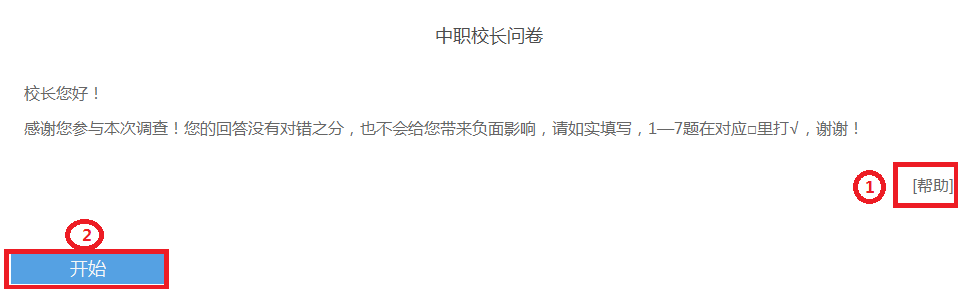 中职校长问卷
校长您好！
感谢您参与本次调查！您的回答没有对错之分，也不会给您带来负面影响，请如实填写，1—7题在对应□里打√，谢谢！
1 [帮助]
2
开始